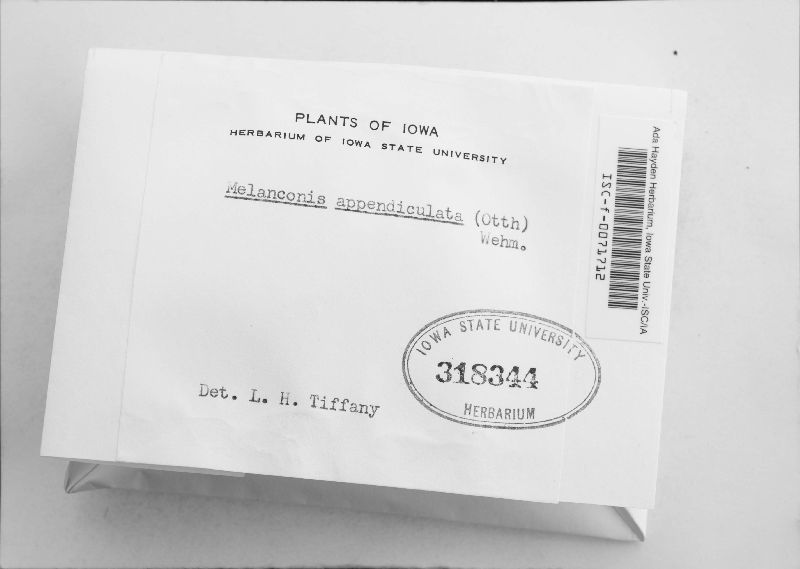 PLANTS OF IOWA
HERBARIUM OF IOWA STATE UNIVERSITY
Melanconis appendiculata (Otth)
Wehm.
Det. L. H. Tiffany
IOWA STATE UNIVERSITY
318344
HERBARIUM
Ada Hayden Herbarium, Iowa State Univ.-ISC/IA
ISC-f-0071712